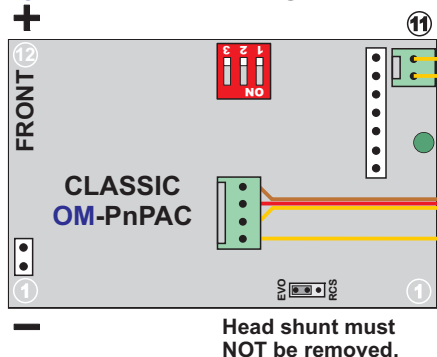 +
11
12
3 2 1
ON
FRONT
CLASSIC
OM-PnPAC
1
EVO
RCS
1
−
Head shunt must
NOT be removed.